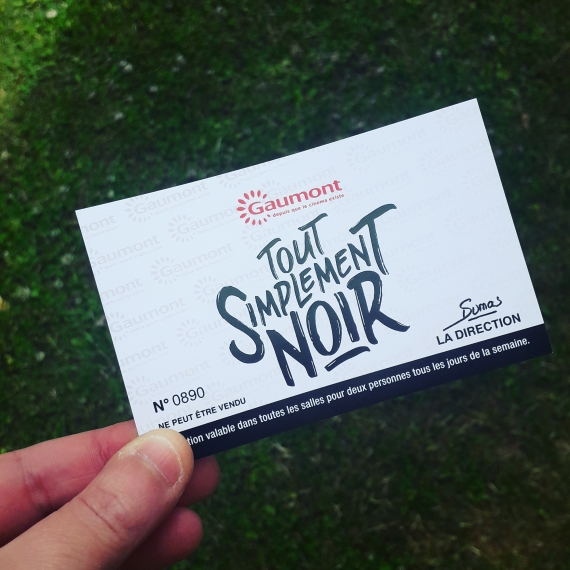 Gaumont
depuis que le cinéma existe
TOUT
SIMPLEMENT
NOIR
LA DIRECTION
N° 0890
NE PEUT ÊTRE VENDU
tion valable dans toutes les salles pour deux personnes tous les jours de la semaine.